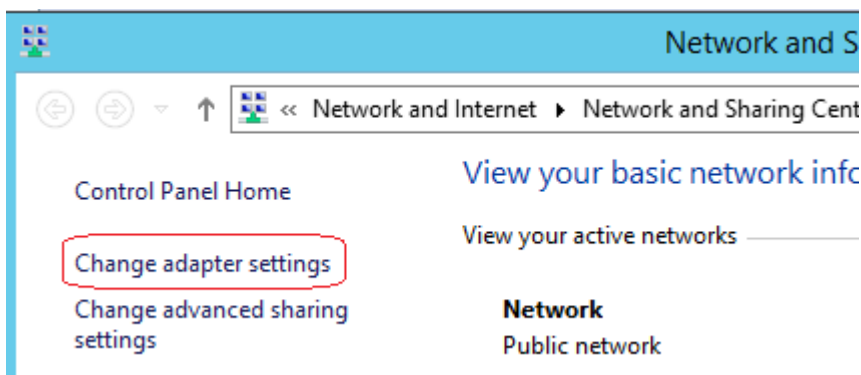 Network and S
« Network and Internet ▸ Network and Sharing Cent
Control Panel Home
Change adapter settings
Change advanced sharing
settings
View your basic network info
View your active networks
Network
Public network